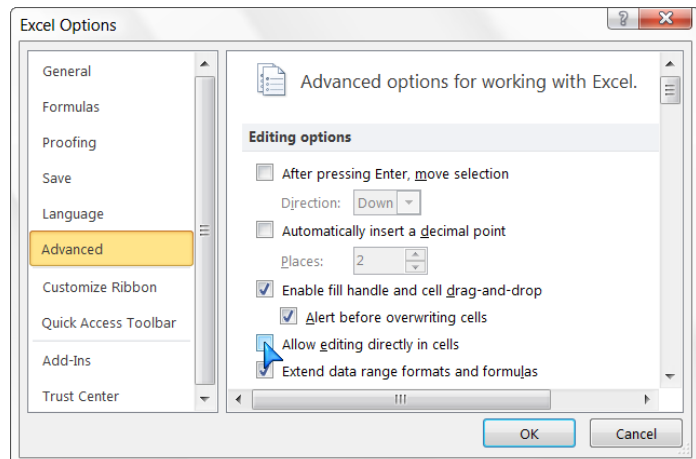 Excel Options
General
Formulas
Proofing
Save
Language
Advanced
Customize Ribbon
Quick Access Toolbar
Add-Ins
Trust Center
Advanced options for working with Excel.
Editing options
After pressing Enter, move selection
Direction: Down
Automatically insert a decimal point
Places: 2
Enable fill handle and cell drag-and-drop
Alert before overwriting cells
Allow editing directly in cells
Extend data range formats and formulas
OK Cancel